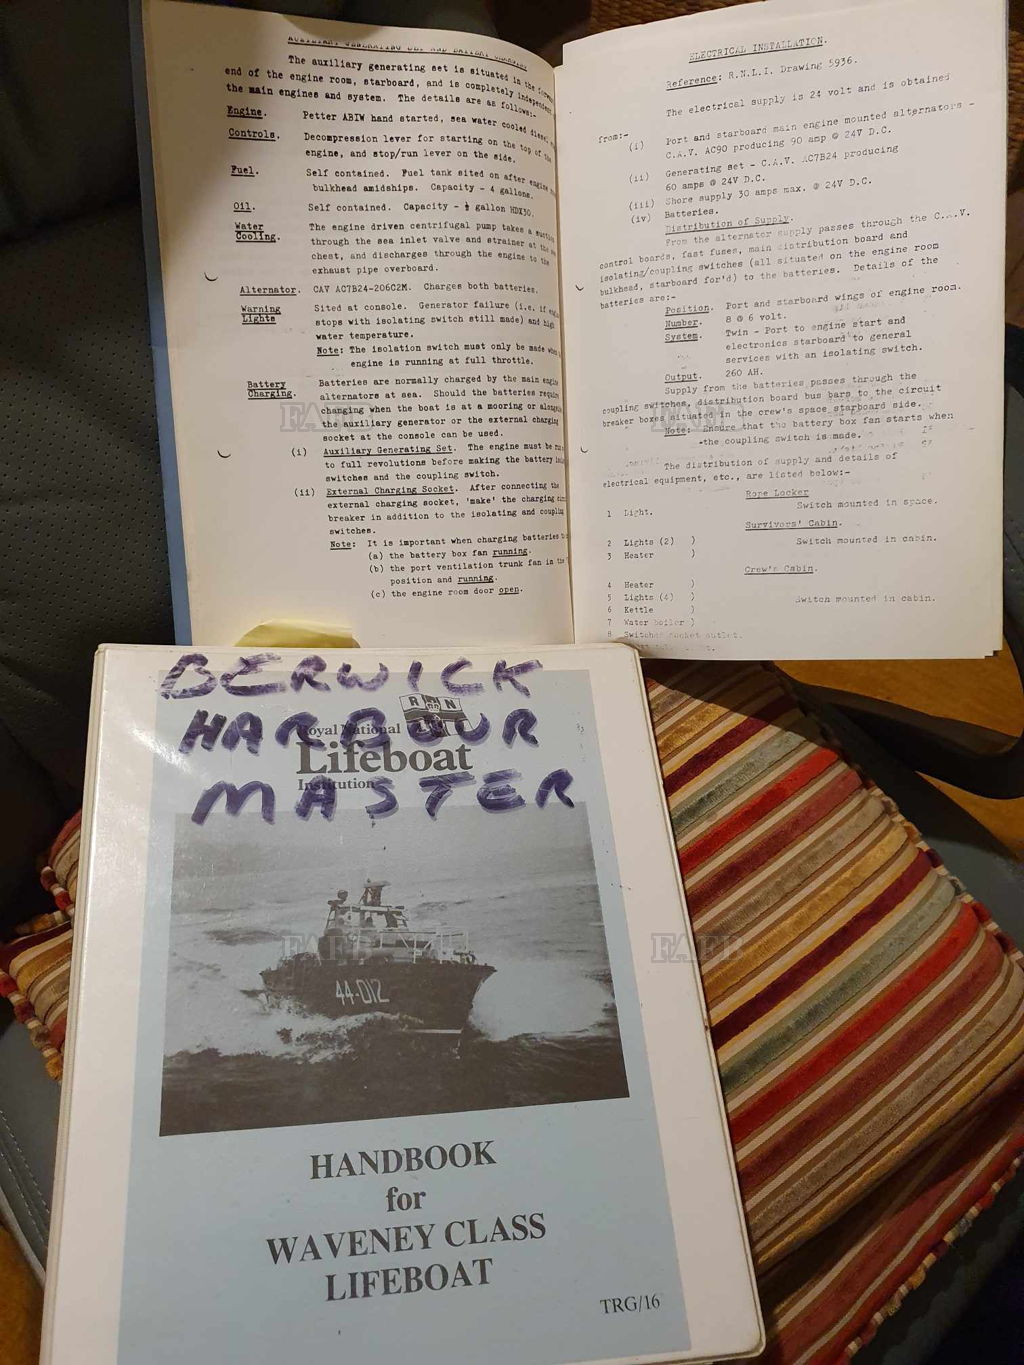 AUXILIARY GENERATING SET AND BATTERY CHARGING
The auxiliary generating set is situated in the forward
end of the engine room, starboard, and is completely independent
the main engines and system. The details are as follows:-
Engine. Petter ABIW hand started, sea water cooled diesel
Controls. Decompression lever for starting on the top of the
engine, and stop/run lever on the side.
Fuel. Self contained. Fuel tank sited on after engine
bulkhead amidships. Capacity - 4 gallons.
Oil. Self contained. Capacity - ½ gallon HDX30.
Water Cooling. The engine driven centrifugal pump takes a
through the sea inlet valve and strainer at the
chest, and discharges through the engine to the
exhaust pipe overboard.
Alternator. CAV AC7B24-206C2M. Charges both batteries.
Warning Lights Sited at console. Generator failure (i.e. if
stops with isolating switch still made) and high
water temperature.
Note: The isolation switch must only be made when
engine is running at full throttle.
Battery Charging. Batteries are normally charged by the main engine
alternators at sea. Should the batteries require
changing when the boat is at a mooring or
the auxiliary generator or the external charging
socket at the console can be used.
(i) Auxiliary Generating Set. The engine must be
to full revolutions before making the battery
switches and the coupling switch.
(ii) External Charging Socket. After connecting the
external charging socket, 'make' the charging
breaker in addition to the isolating and coupling
switches.
Note: It is important when charging batteries
(a) the battery box fan running.
(b) the port ventilation trunk fan in the
position and running.
(c) the engine room door open.
ELECTRICAL INSTALLATION.
Reference: R.N.L.I. Drawing 5936.
The electrical supply is 24 volt and is obtained
from:-
(i) Port and starboard main engine mounted alternators -
C.A.V. AC90 producing 90 amp @ 24V D.C.
(ii) Generating set - C.A.V. AC7B24 producing
60 amps @ 24V D.C.
(iii) Shore supply 30 amps max. @ 24V D.C.
(iv) Batteries.
Distribution of Supply.
From the alternator supply passes through the C.A.V.
control boards, fast fuses, main distribution board and
isolating/coupling switches (all situated on the engine room
bulkhead, starboard for'd) to the batteries. Details of the
batteries are:-
Position. Port and starboard wings of engine room.
Number. 8 @ 6 volt.
System. Twin - Port to engine start and
electronics starboard to general
services with an isolating switch.
Output. 260 AH.
Supply from the batteries passes through the
coupling switches, distribution board bus bars to the circuit
breaker boxes situated in the crew's space starboard side.
Note: Ensure that the battery box fan starts when
the coupling switch is made.
The distribution of supply and details of
electrical equipment, etc., are listed below:-
Rope Locker
1 Light. Switch mounted in space.
Survivors' Cabin.
2 Lights (2) ) Switch mounted in cabin.
3 Heater )
Crew's Cabin.
4 Heater )
5 Lights (4) ) Switch mounted in cabin.
6 Kettle )
7 Water boiler )
8 Switched socket outlet.
BERWICK
HARBOUR
MASTER
RN
Royal National
Lifeboat
Institution
44-012
HANDBOOK
for
WAVENEY CLASS
LIFEBOAT
TRG/16
FAFB
FAFB
FAFB
FAFB